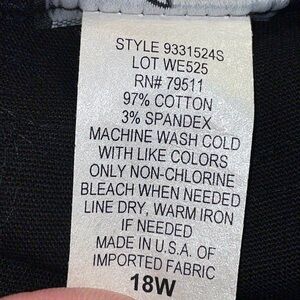 STYLE 9331524S
LOT WE525
RN# 79511
97% COTTON
3% SPANDEX
MACHINE WASH COLD
WITH LIKE COLORS
ONLY NON-CHLORINE
BLEACH WHEN NEEDED
LINE DRY, WARM IRON
IF NEEDED
MADE IN U.S.A. OF
IMPORTED FABRIC
18W